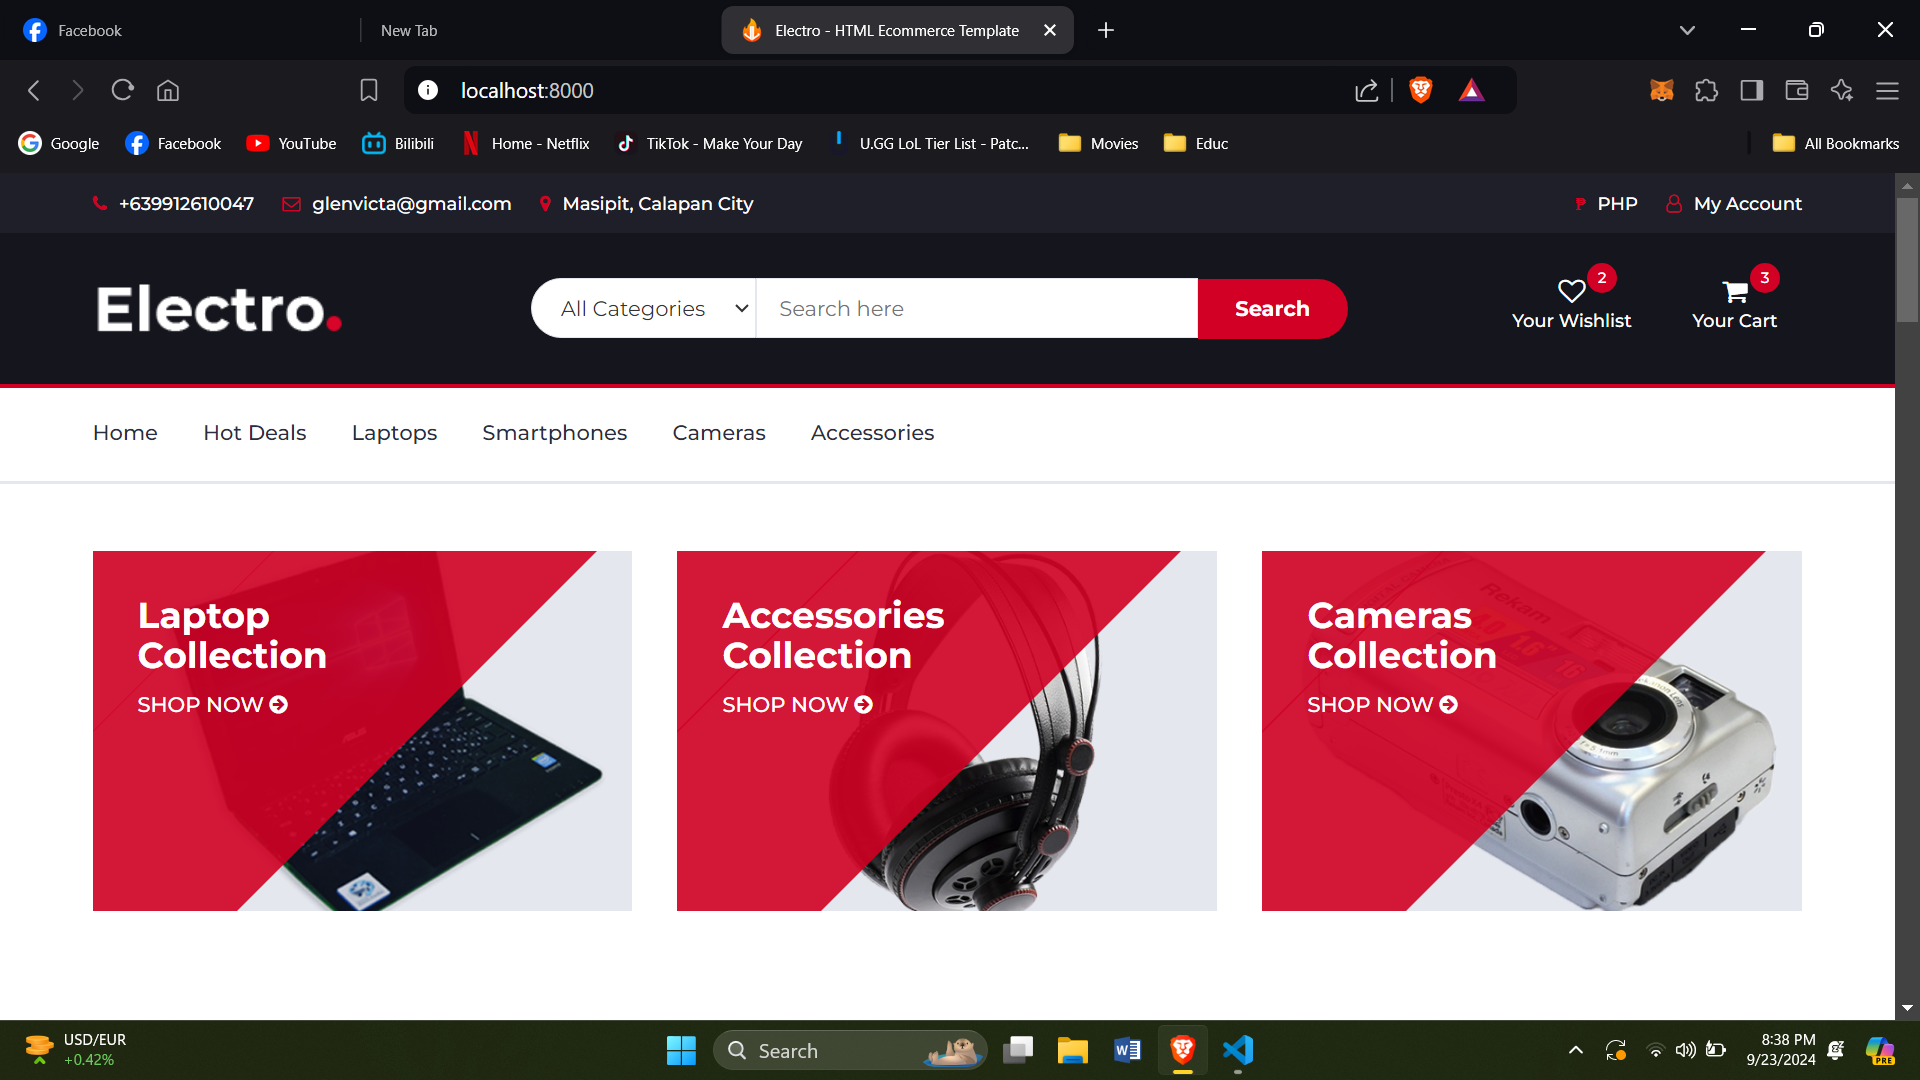 Facebook
New Tab
Electro - HTML Ecommerce Template
localhost:8000
Google
Facebook
YouTube
Bilibili
Home - Netflix
TikTok - Make Your Day
U.GG LoL Tier List - Patc...
Movies
Educ
All Bookmarks
+639912610047
glenvicta@gmail.com
Masipit, Calapan City
PHP
My Account
Electro.
All Categories
Search here
Search
2
Your Wishlist
3
Your Cart
Home
Hot Deals
Laptops
Smartphones
Cameras
Accessories
Laptop
Collection
SHOP NOW
Accessories
Collection
SHOP NOW
Cameras
Collection
SHOP NOW
Rekam
USD/EUR
+0.42%
Search
8:38 PM
9/23/2024
PRE